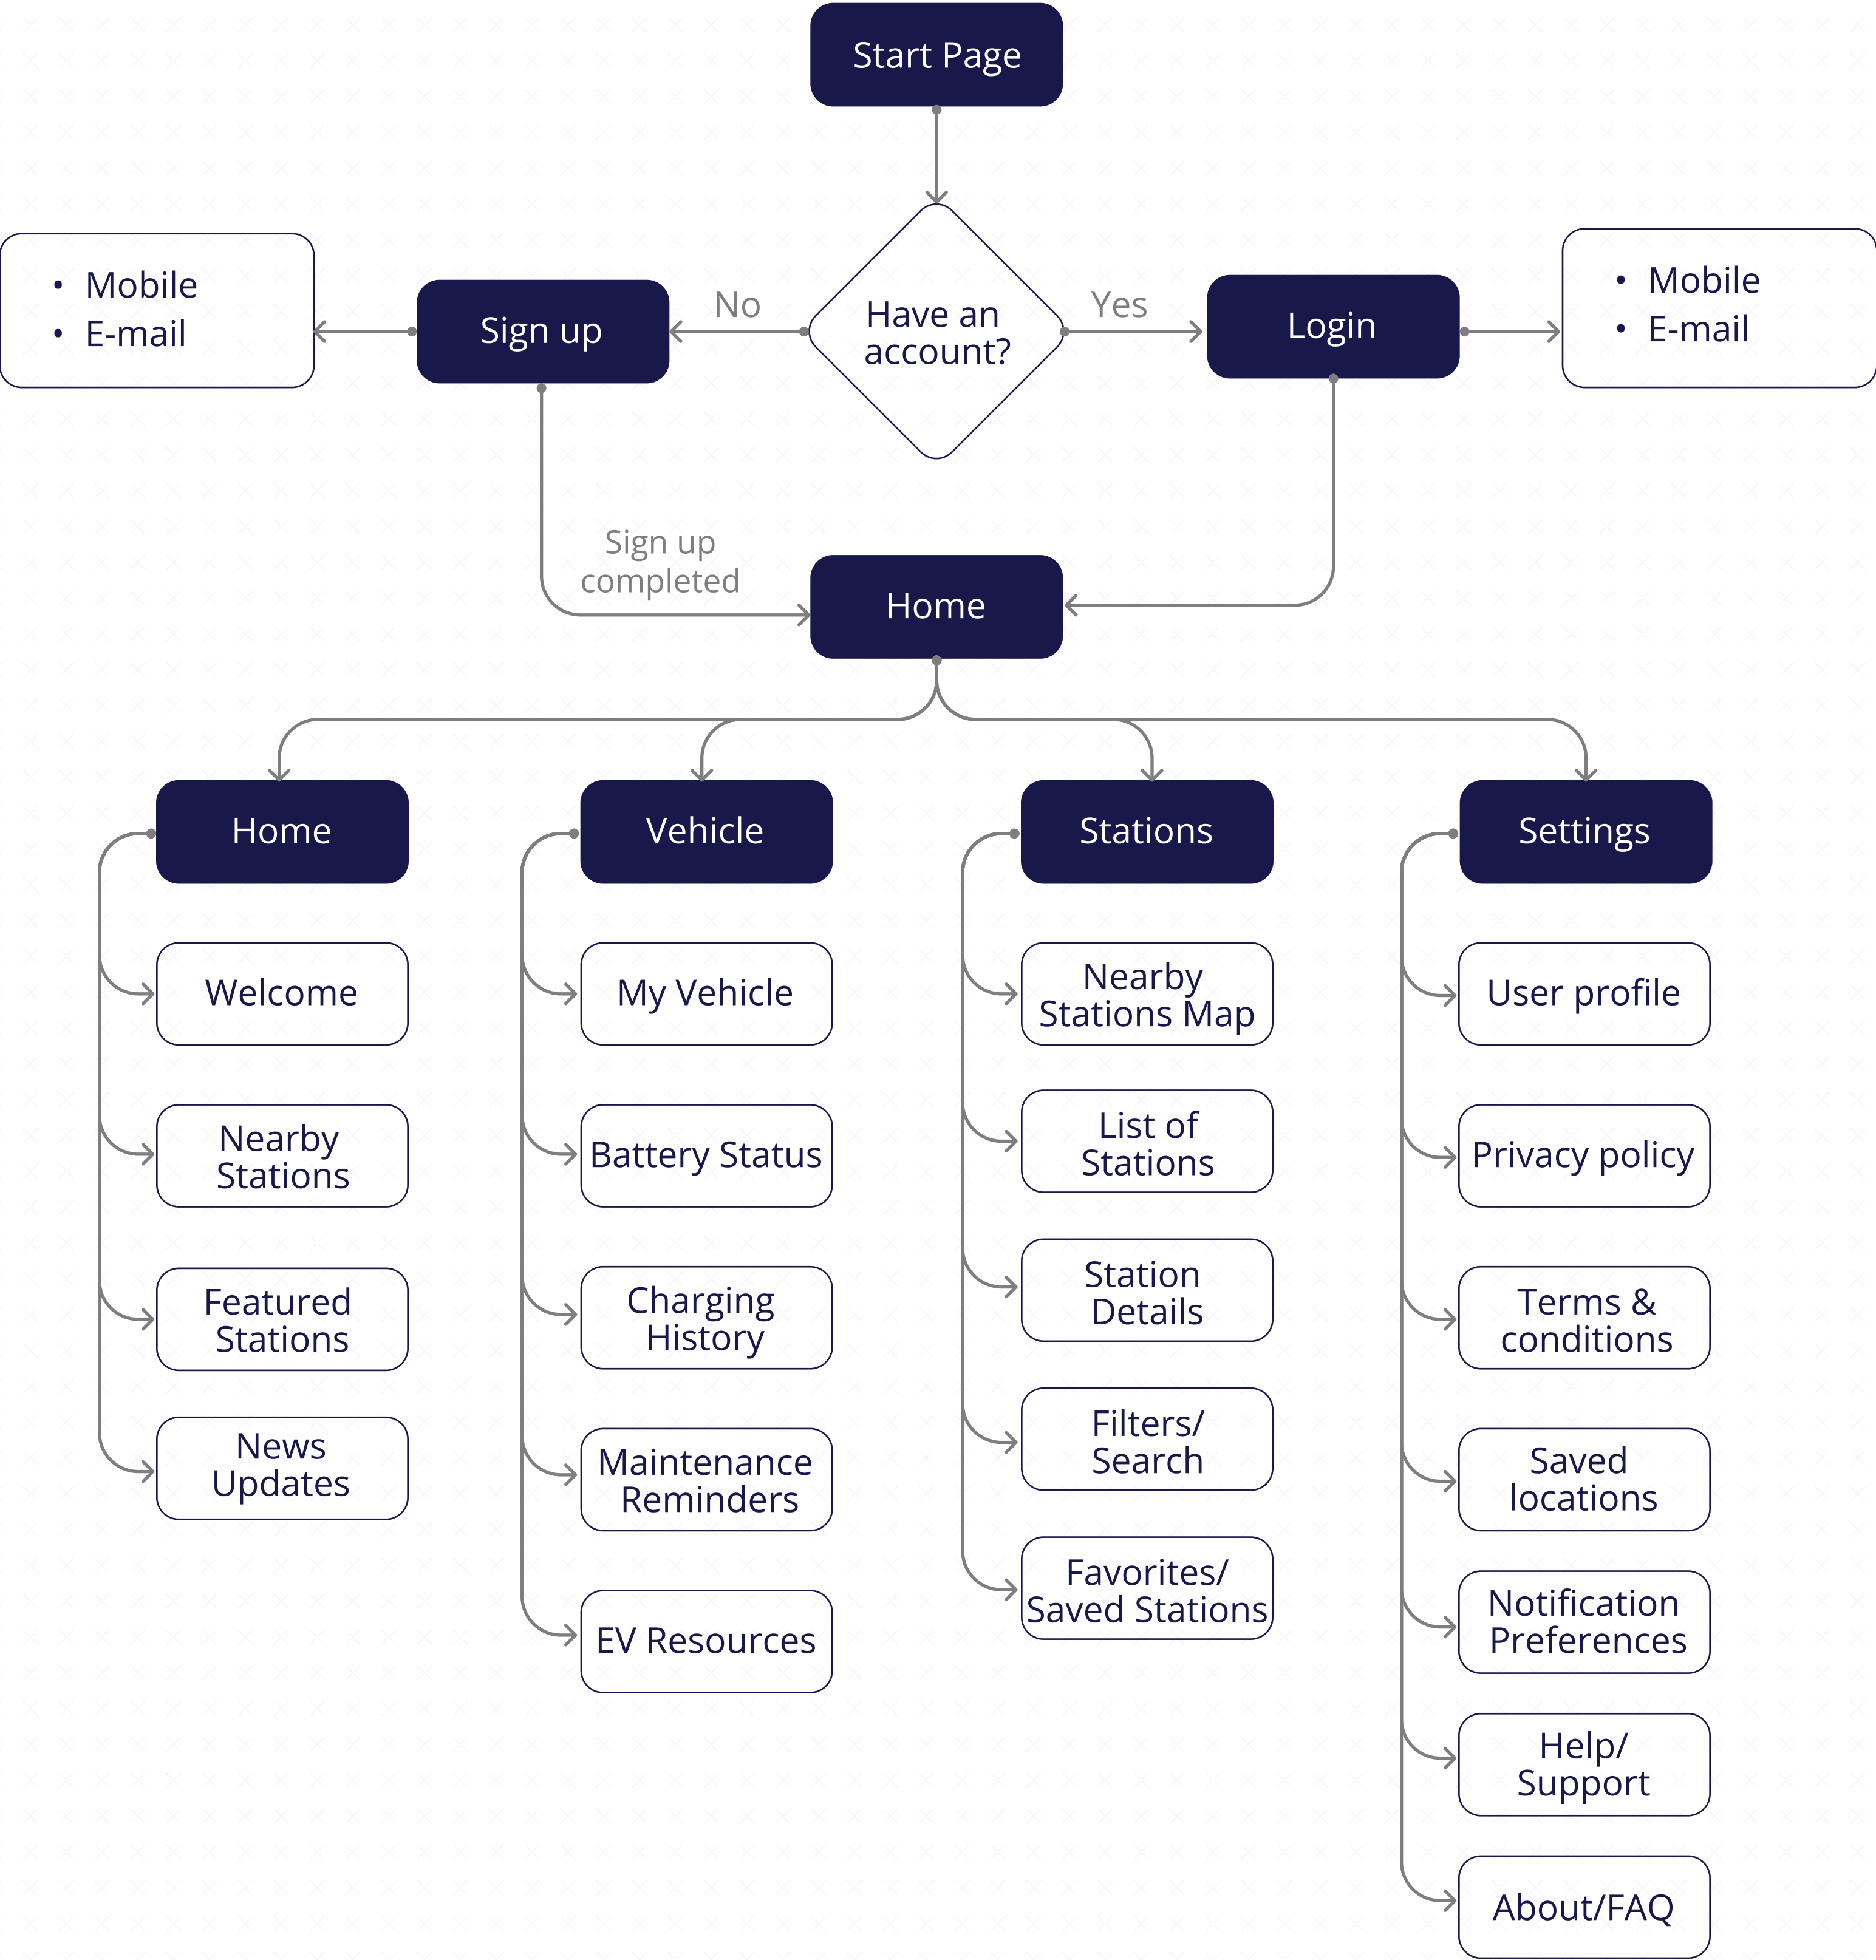 Start Page
• Mobile
• E-mail
Sign up
No
Have an
account?
Yes
Login
• Mobile
• E-mail
Sign up
completed
Home
Home
Welcome
Nearby
Stations
Featured
Stations
News
Updates
Vehicle
My Vehicle
Battery Status
Charging
History
Maintenance
Reminders
EV Resources
Stations
Nearby
Stations Map
List of
Stations
Station
Details
Filters/
Search
Favorites/
Saved Stations
Settings
User profile
Privacy policy
Terms &
conditions
Saved
locations
Notification
Preferences
Help/
Support
About/FAQ